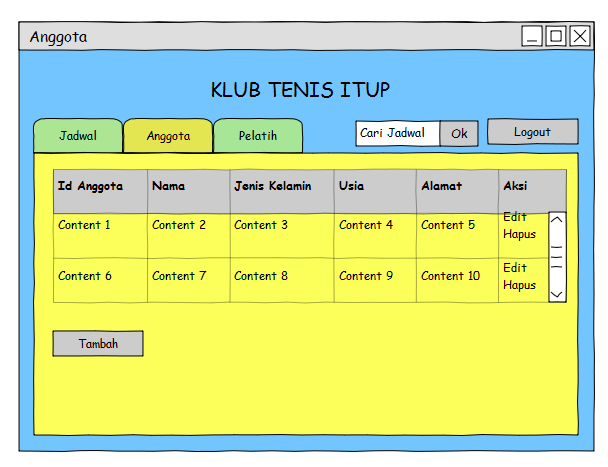 Anggota
KLUB TENIS ITUP
Jadwal Anggota Pelatih Cari Jadwal Ok Logout
Id Anggota Nama Jenis Kelamin Usia Alamat Aksi
Content 1 Content 2 Content 3 Content 4 Content 5 Edit
Hapus
Content 6 Content 7 Content 8 Content 9 Content 10 Edit
Hapus
Tambah